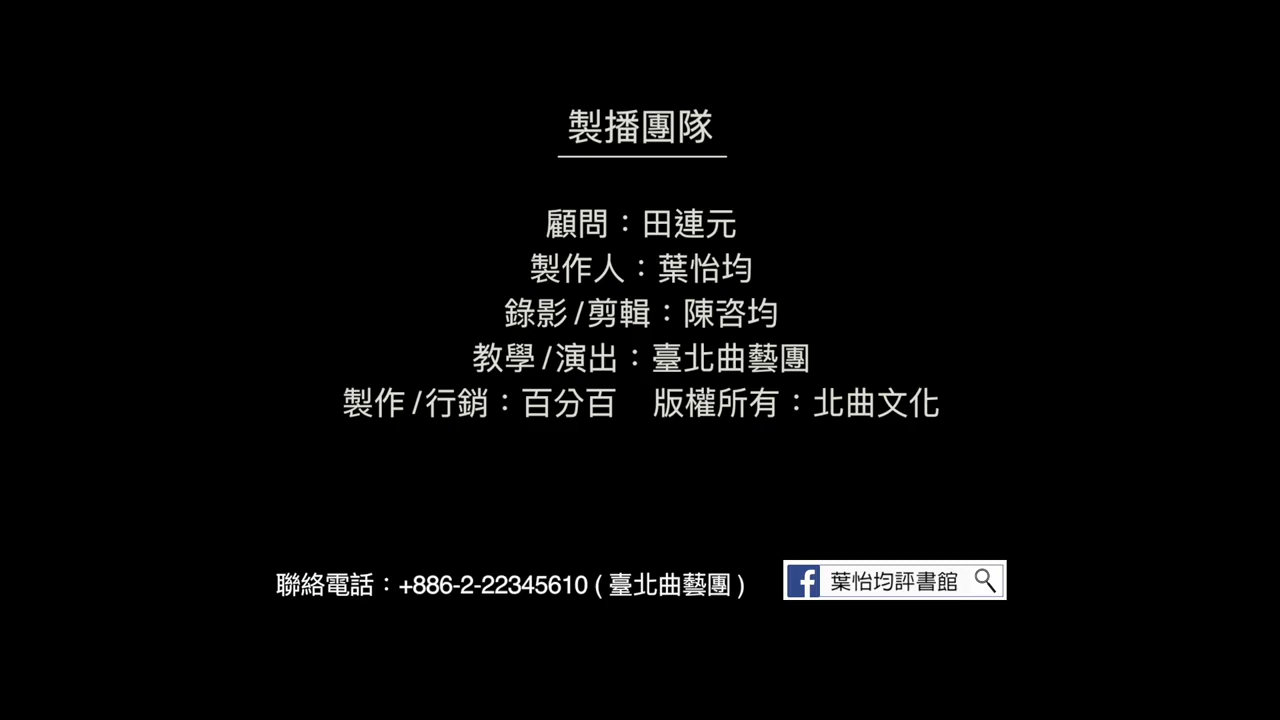 製播團隊
顧問：田連元
製作人：葉怡均
錄影/剪輯：陳咨均
教學/演出：臺北曲藝團
製作/行銷：百分百　版權所有：北曲文化
聯絡電話：+886-2-22345610 ( 臺北曲藝團 )
f 葉怡均評書館